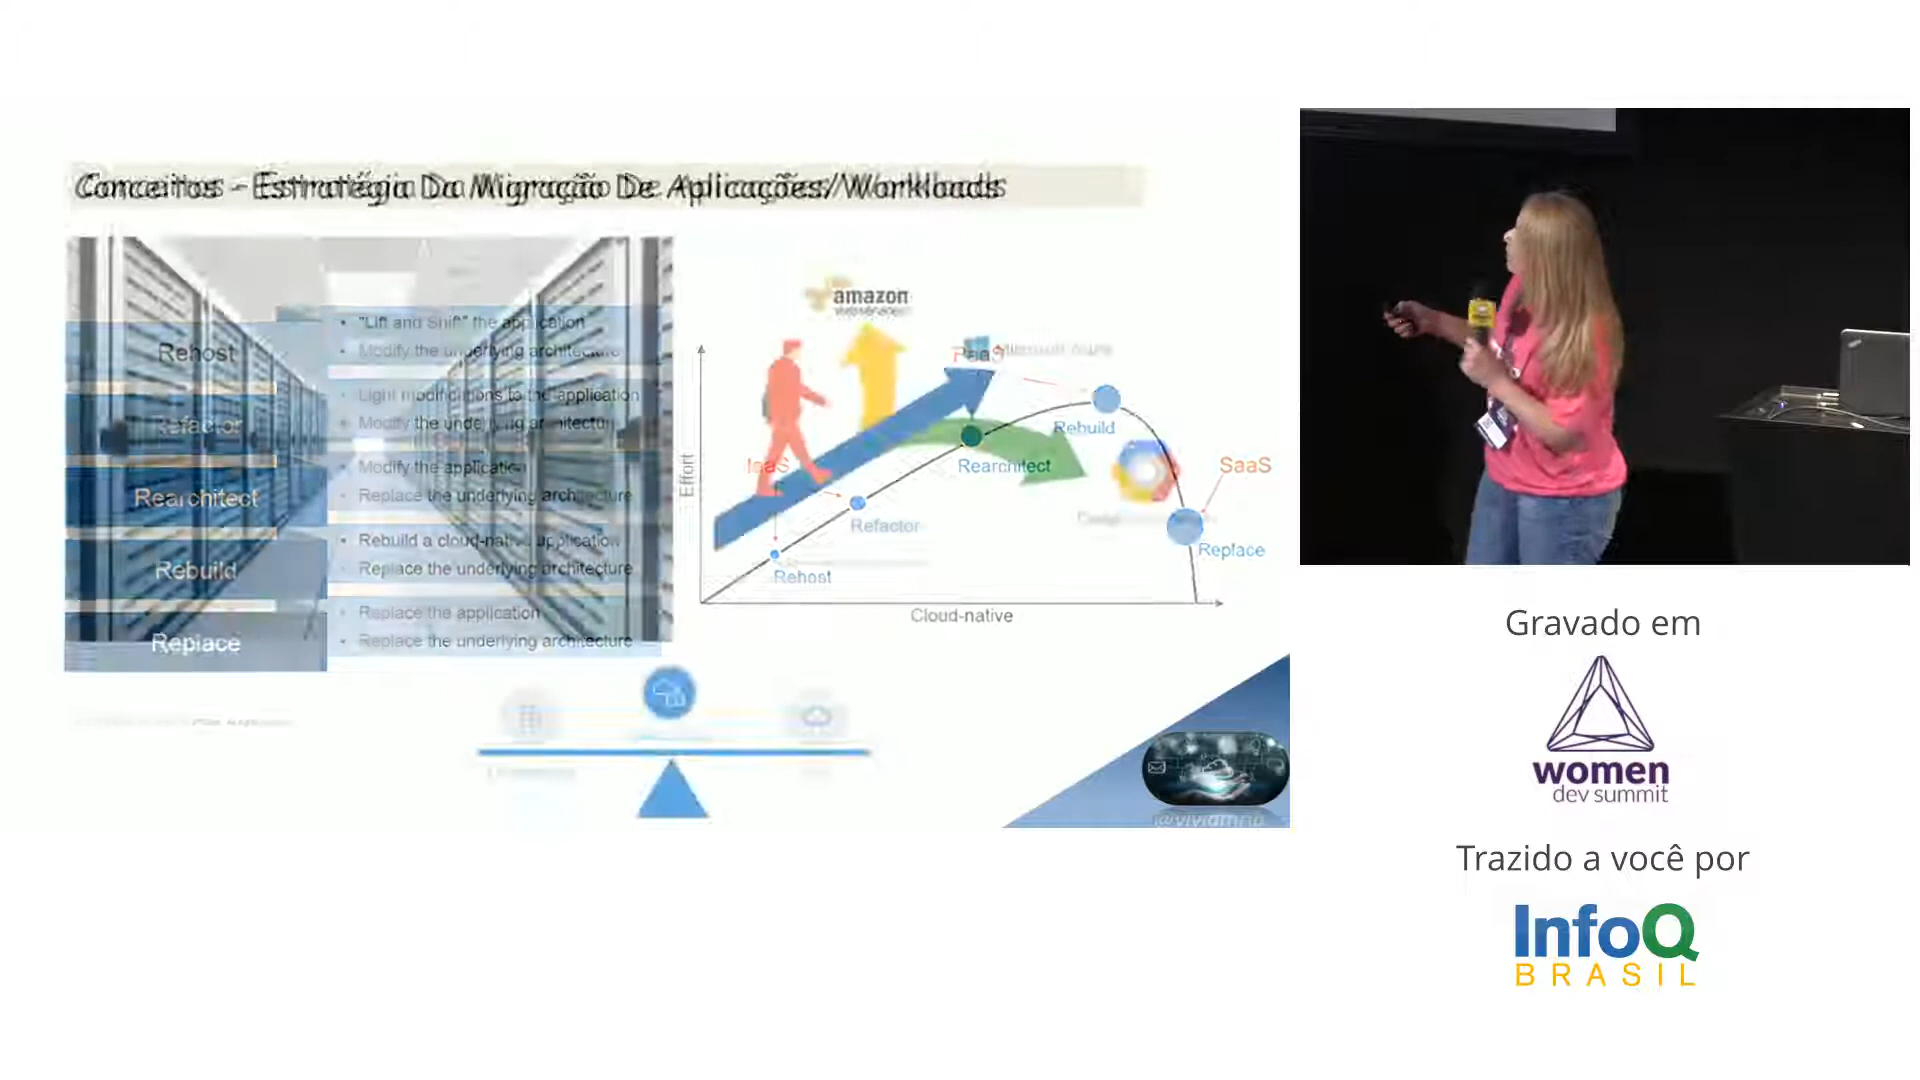 Conceitos - Estratégia Da Migração De Aplicações/Workloads
Rehost
• "Lift and Shift" the application
• Modify the underlying architecture
Refactor
• Light modifications to the application
• Modify the underlying architecture
Rearchitect
• Modify the application
• Replace the underlying architecture
Rebuild
• Rebuild a cloud-native application
• Replace the underlying architecture
Replace
• Replace the application
• Replace the underlying architecture
amazon
PaaS
Microsoft Azure
Rebuild
IaaS
Rearchitect
SaaS
Effort
Refactor
Replace
Rehost
Cloud-native
Gravado em
women
dev summit
Trazido a você por
InfoQ
BRASIL